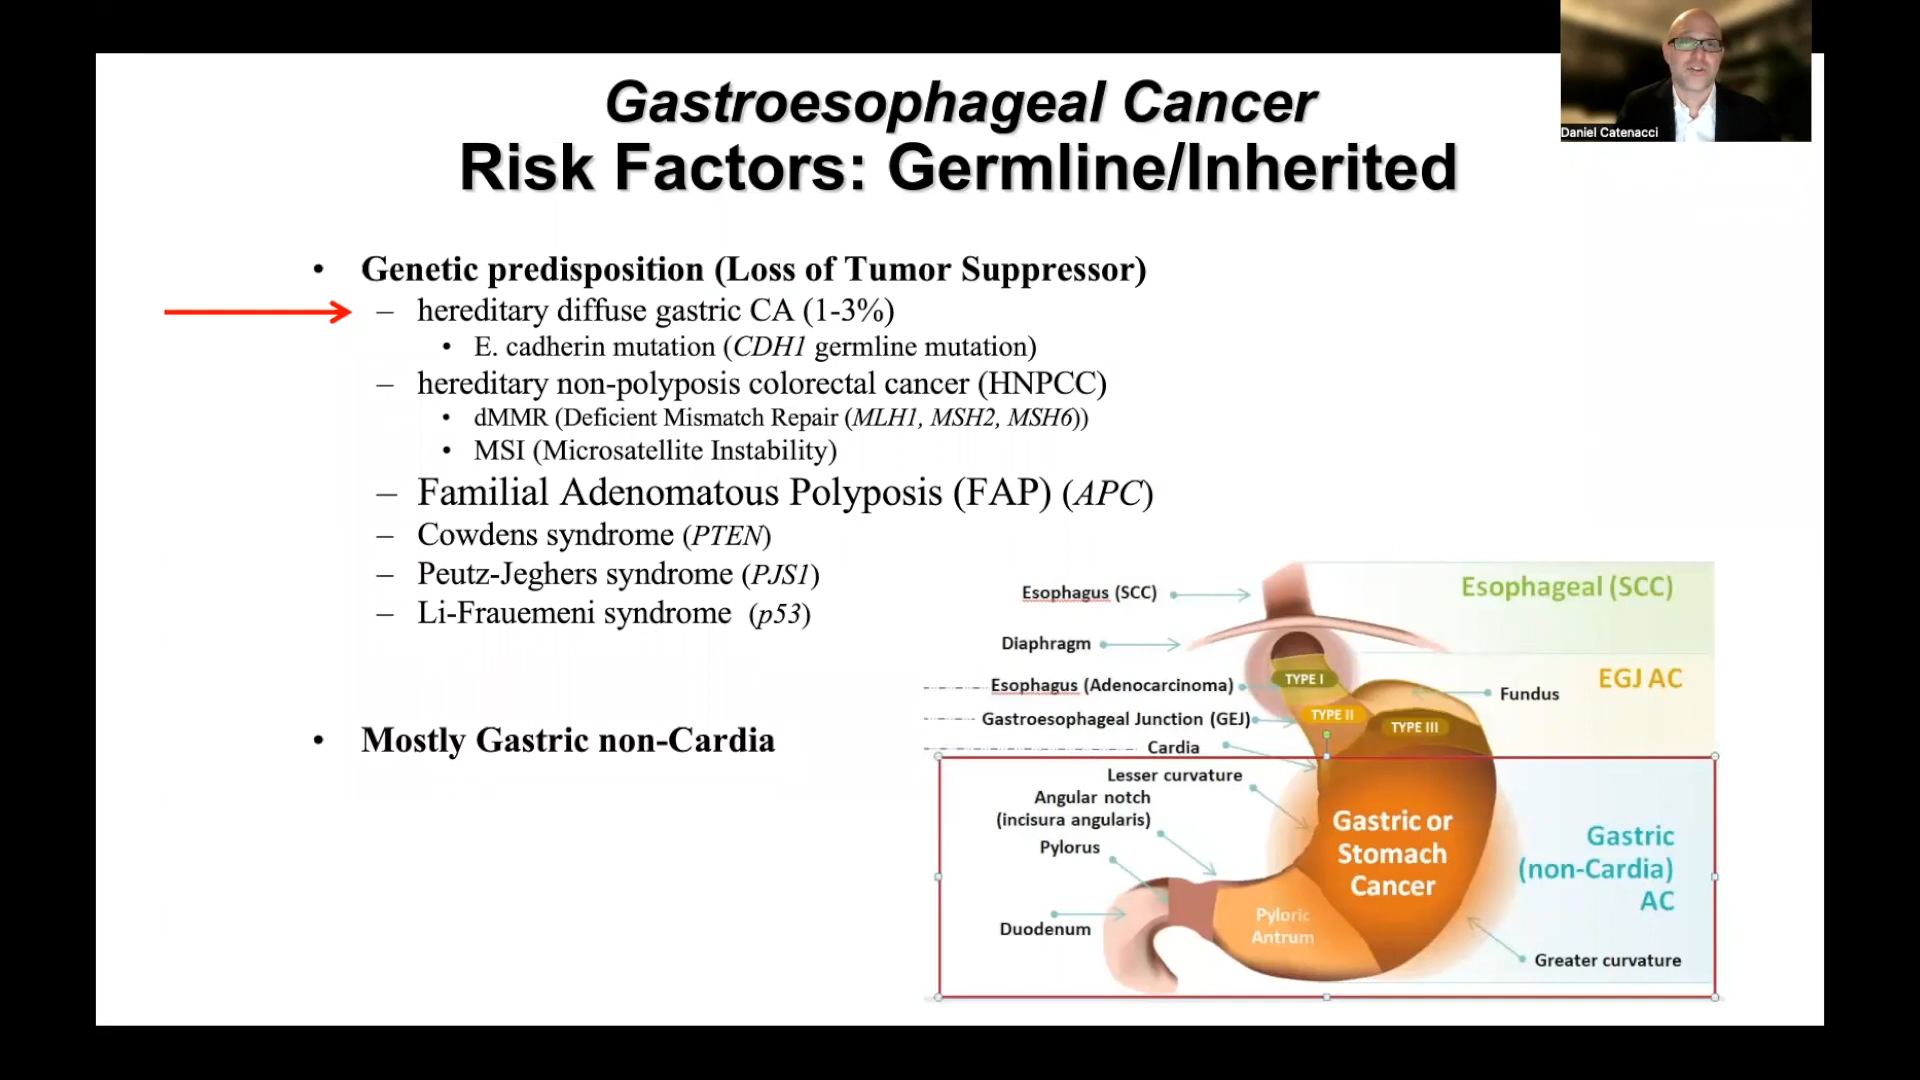 Gastroesophageal Cancer
Risk Factors: Germline/Inherited
Daniel Catenacci
• Genetic predisposition (Loss of Tumor Suppressor)
– hereditary diffuse gastric CA (1-3%)
• E. cadherin mutation (CDH1 germline mutation)
– hereditary non-polyposis colorectal cancer (HNPCC)
• dMMR (Deficient Mismatch Repair (MLH1, MSH2, MSH6))
• MSI (Microsatellite Instability)
– Familial Adenomatous Polyposis (FAP) (APC)
– Cowdens syndrome (PTEN)
– Peutz-Jeghers syndrome (PJS1)
– Li-Frauemeni syndrome (p53)
• Mostly Gastric non-Cardia
Esophagus (SCC)
Esophageal (SCC)
Diaphragm
Esophagus (Adenocarcinoma)
TYPE I
EGJ AC
Fundus
Gastroesophageal Junction (GEJ)
TYPE II
TYPE III
Cardia
Lesser curvature
Angular notch
(incisura angularis)
Pylorus
Gastric or
Stomach
Cancer
Gastric
(non-Cardia)
AC
Duodenum
Pyloric
Antrum
Greater curvature